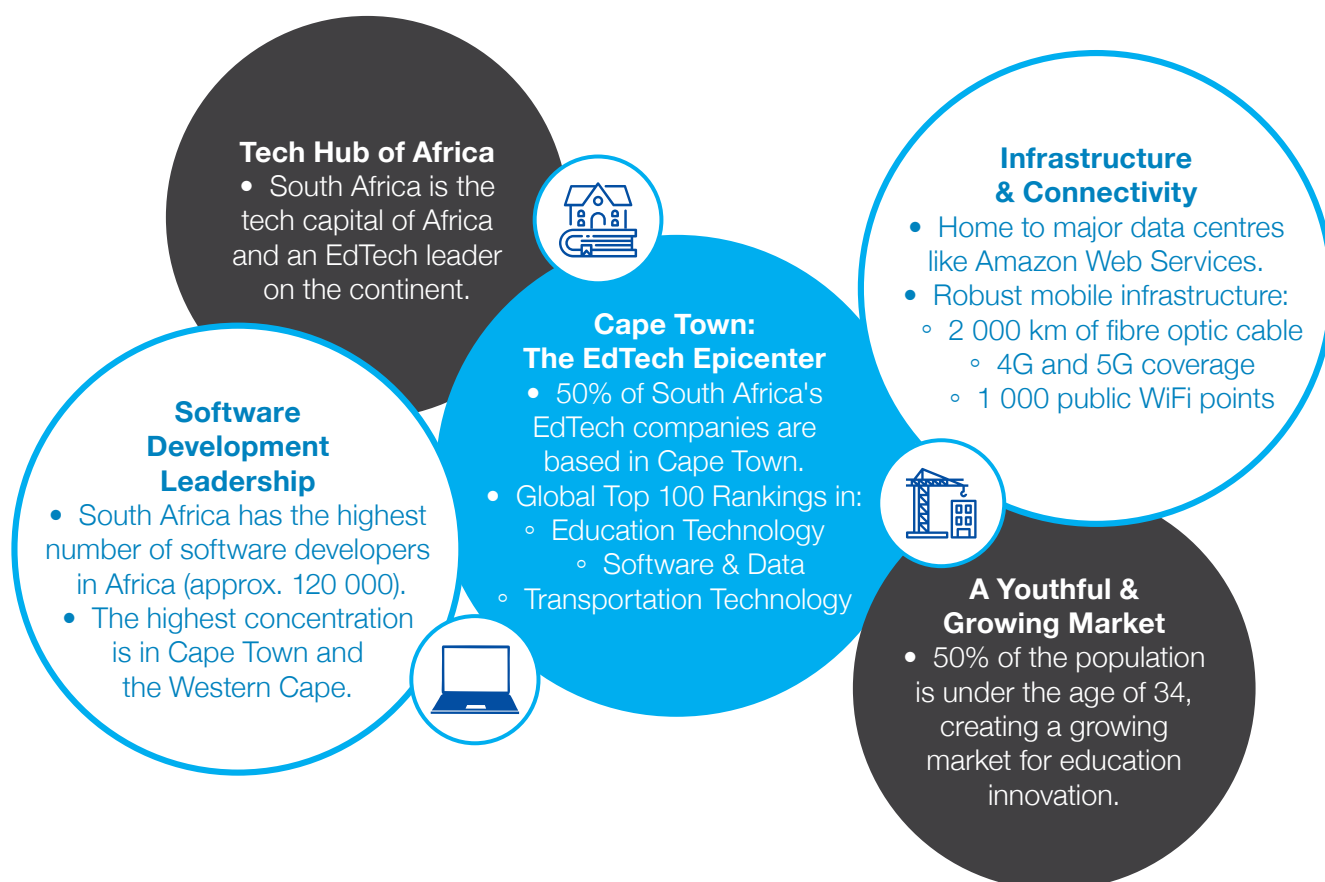 Tech Hub of Africa
• South Africa is the
tech capital of Africa
and an EdTech leader
on the continent.
Software
Development
Leadership
• South Africa has the highest
number of software developers
in Africa (approx. 120 000).
• The highest concentration
is in Cape Town and
the Western Cape.
Cape Town:
The EdTech Epicenter
• 50% of South Africa's
EdTech companies are
based in Cape Town.
• Global Top 100 Rankings in:
◦ Education Technology
◦ Software & Data
◦ Transportation Technology
Infrastructure
& Connectivity
• Home to major data centres
like Amazon Web Services.
• Robust mobile infrastructure:
◦ 2 000 km of fibre optic cable
◦ 4G and 5G coverage
◦ 1 000 public WiFi points
A Youthful &
Growing Market
• 50% of the population
is under the age of 34,
creating a growing
market for education
innovation.